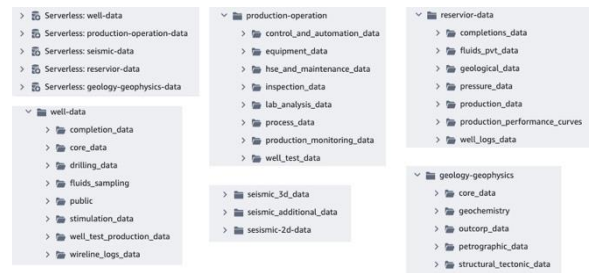 Serverless: well-data
Serverless: production-operation-data
Serverless: seismic-data
Serverless: reservior-data
Serverless: geology-geophysics-data
well-data
completion_data
core_data
drilling_data
fluids_sampling
public
stimulation_data
well_test_production_data
wireline_logs_data
production-operation
control_and_automation_data
equipment_data
hse_and_maintenance_data
inspection_data
lab_analysis_data
process_data
production_monitoring_data
well_test_data
seismic_3d_data
seismic_additional_data
sesismic-2d-data
reservior-data
completions_data
fluids_pvt_data
geological_data
pressure_data
production_data
production_performance_curves
well_logs_data
geology-geophysics
core_data
geochemistry
outcorp_data
petrographic_data
structural_tectonic_data